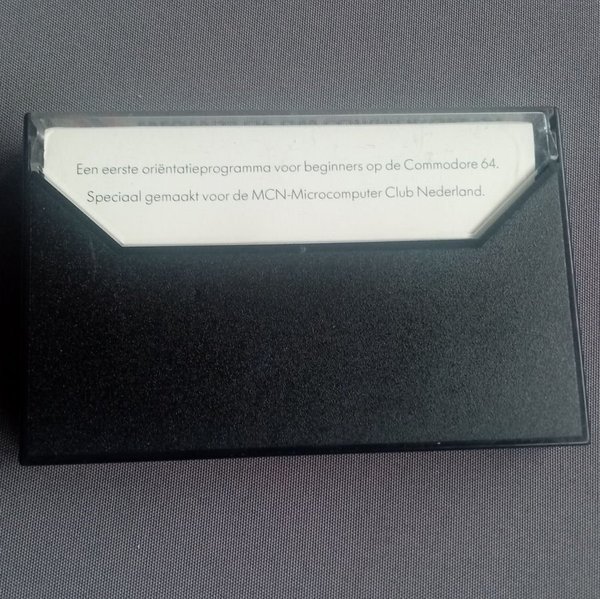 Een eerste oriëntatieprogramma voor beginners op de Commodore 64.
Speciaal gemaakt voor de MCN-Microcomputer Club Nederland.